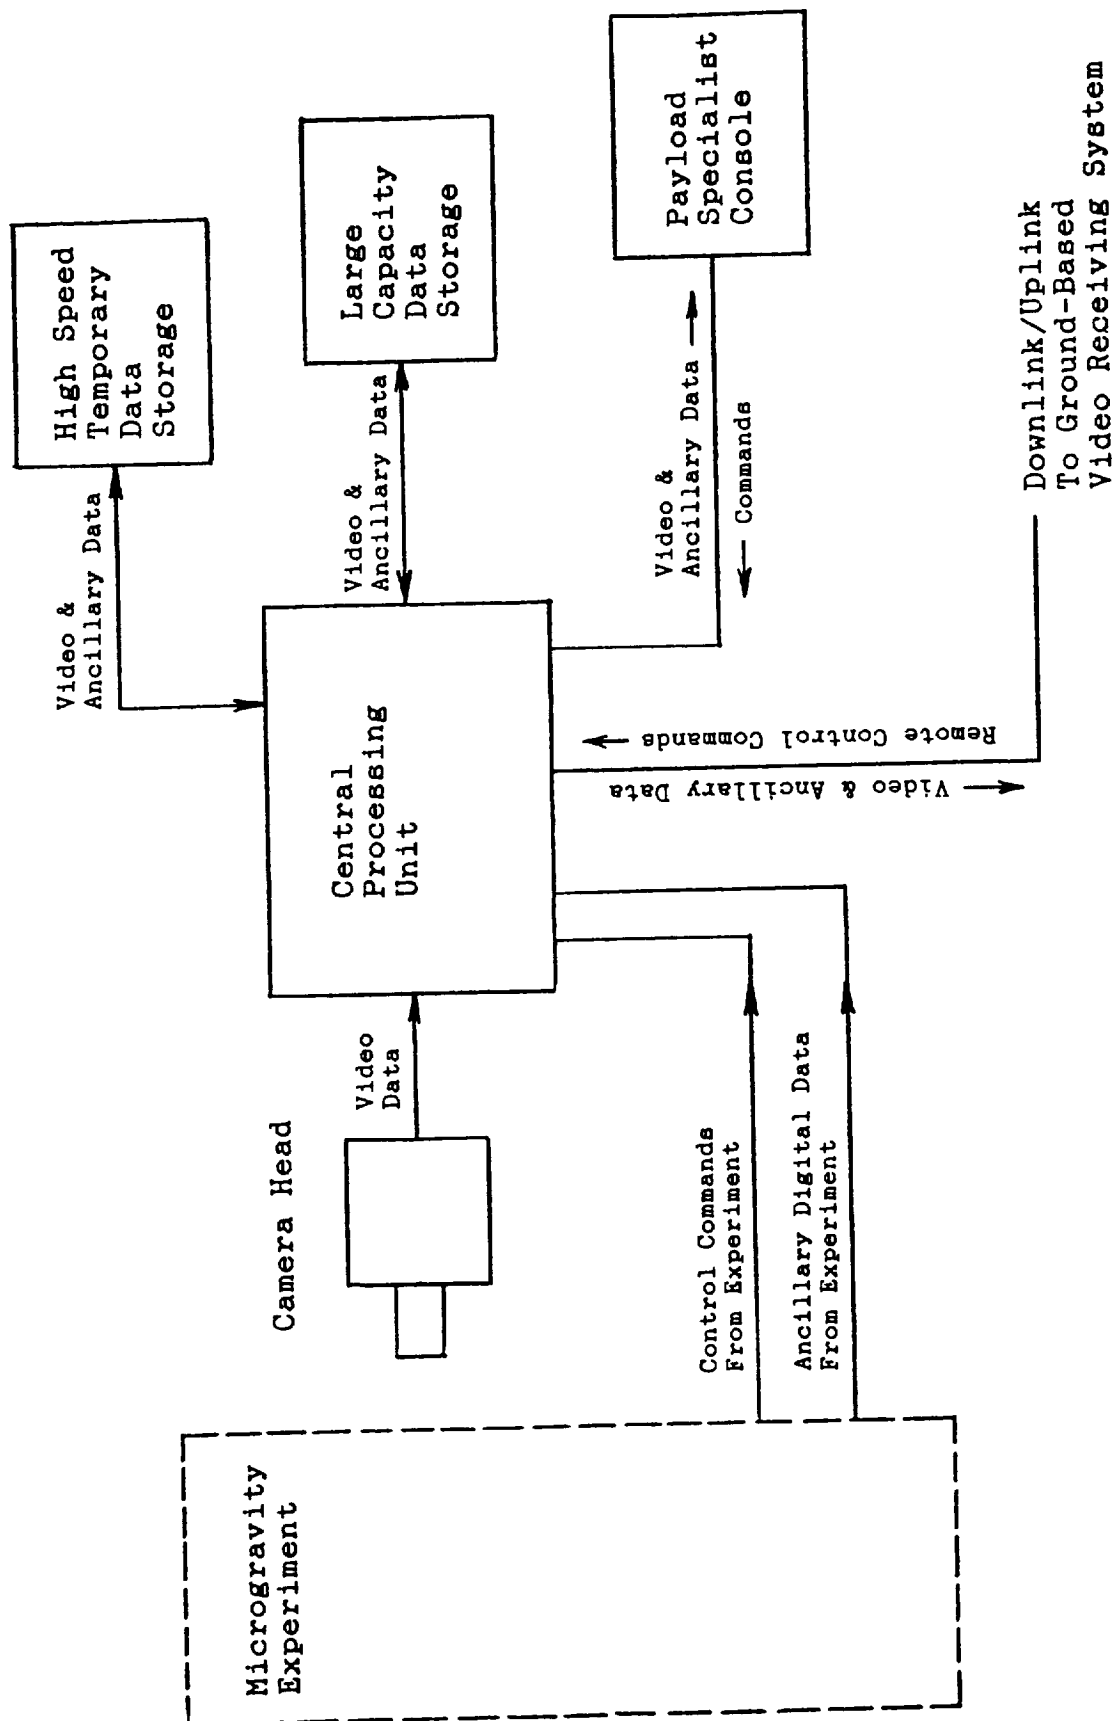 Microgravity
Experiment
Camera Head
Video
Data
Control Commands
From Experiment
Ancillary Digital Data
From Experiment
Central
Processing
Unit
Video &
Ancillary Data
High Speed
Temporary
Data
Storage
Video &
Ancillary Data
Large
Capacity
Data
Storage
Video &
Ancillary Data
Commands
Payload
Specialist
Console
Video & Ancillary Data
Remote Control Commands
Downlink/Uplink
To Ground-Based
Video Receiving System